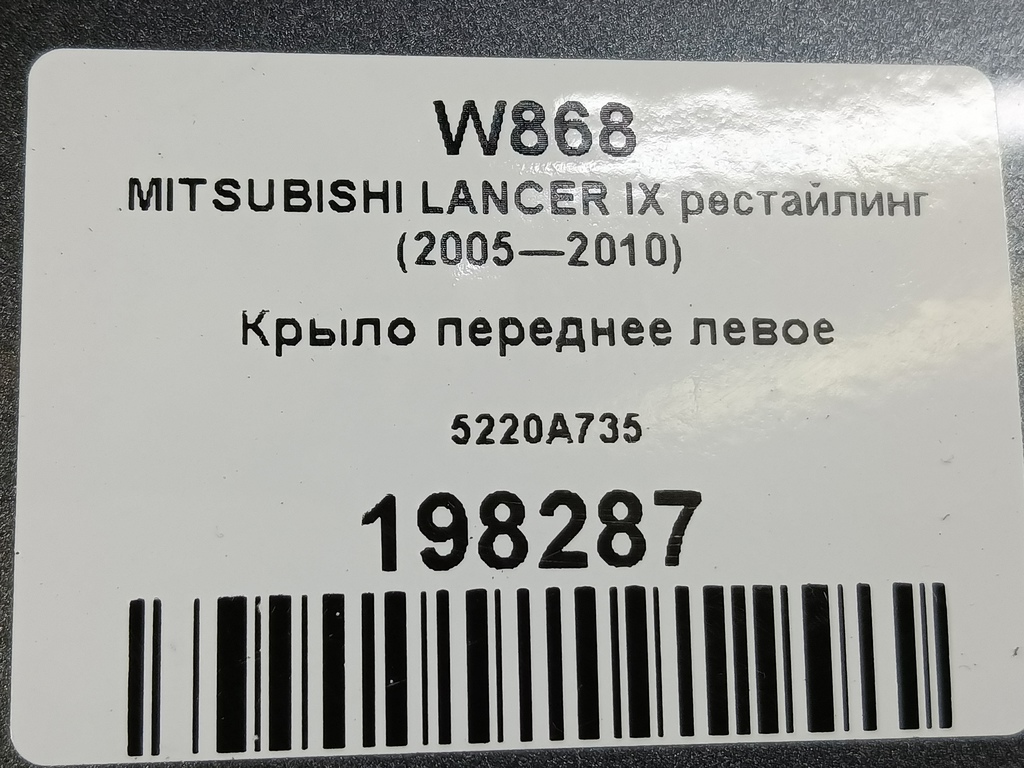 W868
MITSUBISHI LANCER IX рестайлинг
(2005—2010)
Крыло переднее левое
5220A735
198287